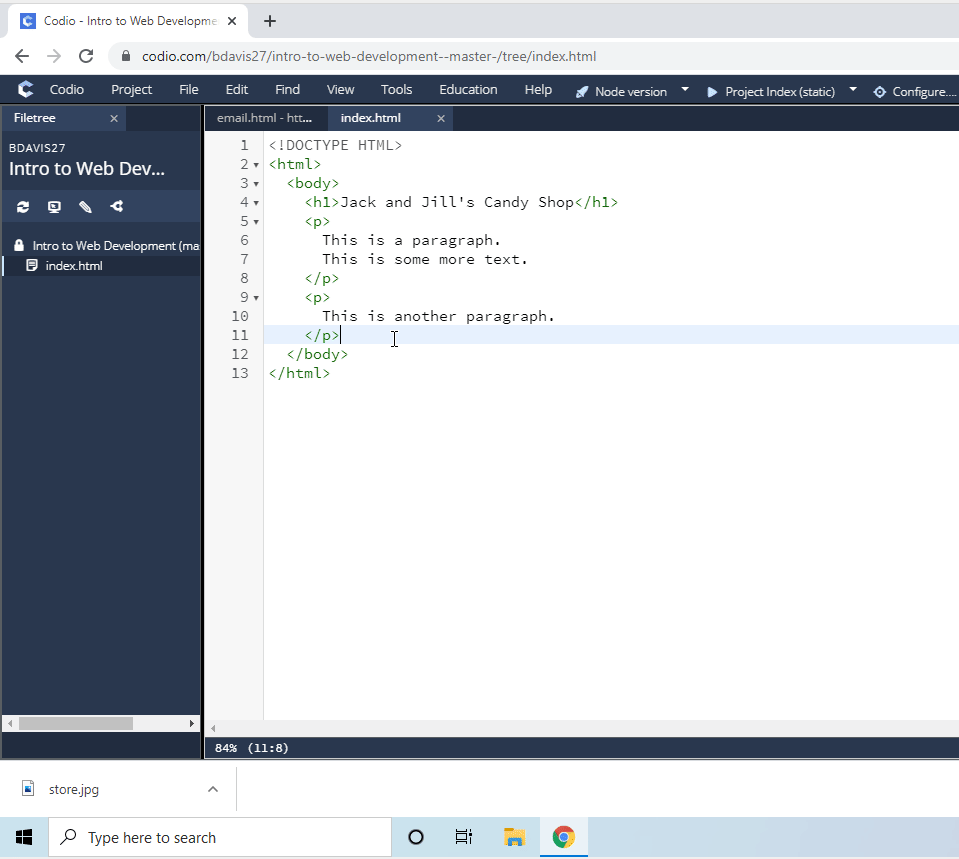 Codio - Intro to Web Developme
codio.com/bdavis27/intro-to-web-development--master-/tree/index.html
Codio Project File Edit Find View Tools Education Help Node version Project Index (static) Configure....
Filetree
email.html - htt... index.html
BDAVIS27
Intro to Web Dev...
Intro to Web Development (ma
index.html
1 <!DOCTYPE HTML>
2 <html>
3 <body>
4 <h1>Jack and Jill's Candy Shop</h1>
5 <p>
6 This is a paragraph.
7 This is some more text.
8 </p>
9 <p>
10 This is another paragraph.
11 </p>
12 </body>
13 </html>
84% (11:8)
store.jpg
Type here to search